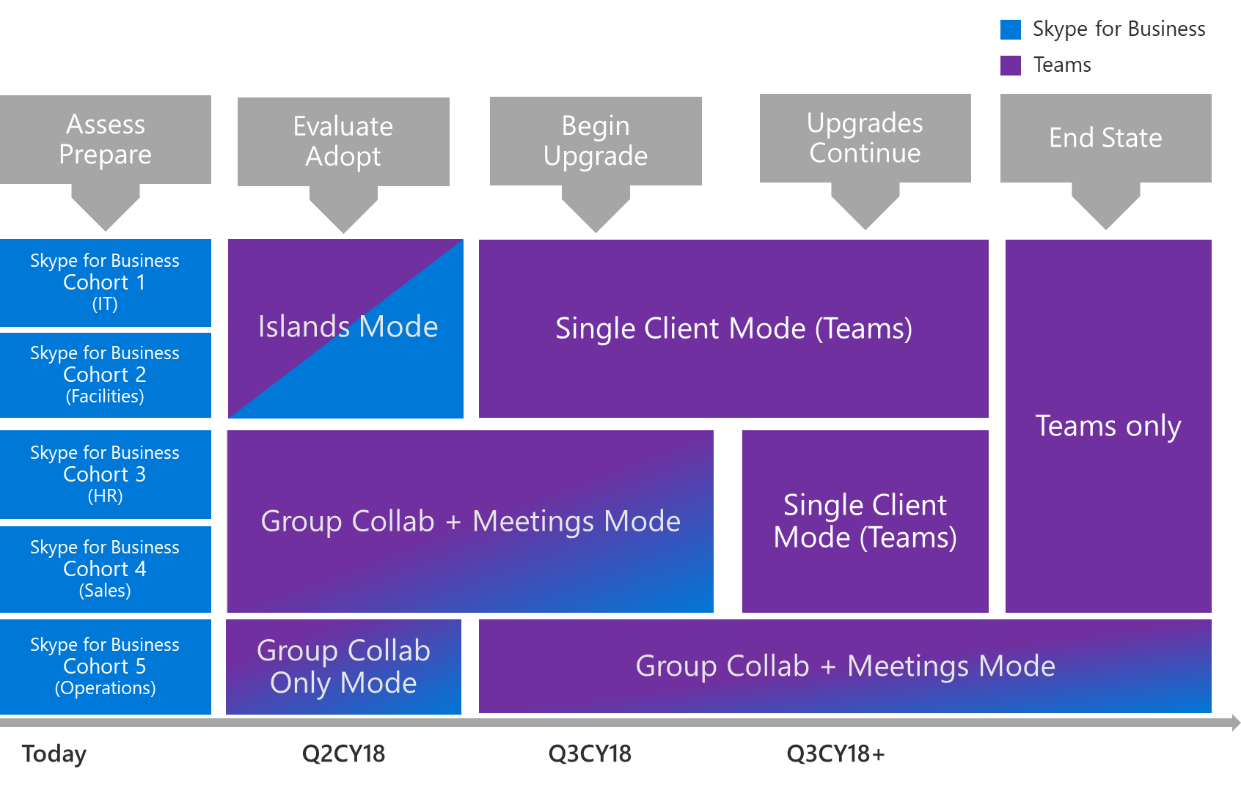 Skype for Business
Teams
Assess
Prepare
Evaluate
Adopt
Begin
Upgrade
Upgrades
Continue
End State
Skype for Business
Cohort 1
(IT)
Skype for Business
Cohort 2
(Facilities)
Islands Mode
Single Client Mode (Teams)
Teams only
Skype for Business
Cohort 3
(HR)
Skype for Business
Cohort 4
(Sales)
Group Collab + Meetings Mode
Single Client
Mode (Teams)
Skype for Business
Cohort 5
(Operations)
Group Collab
Only Mode
Group Collab + Meetings Mode
Today
Q2CY18
Q3CY18
Q3CY18+